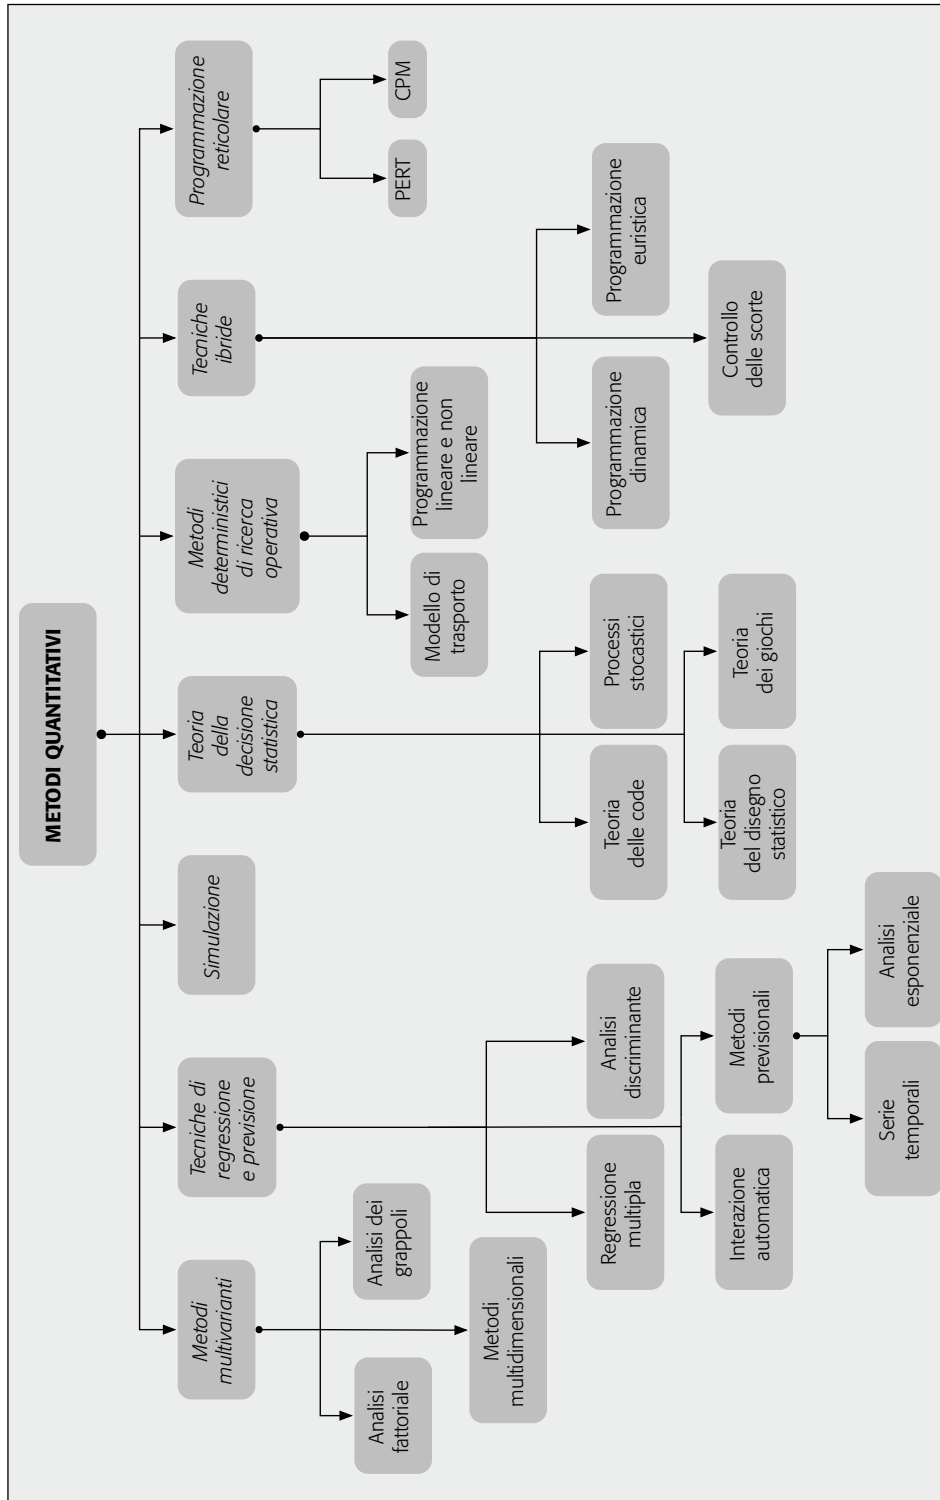 METODI QUANTITATIVI
Metodi
multivarianti
Tecniche di
regressione
e previsione
Simulazione
Teoria
della
decisione
statistica
Metodi
deterministici
di ricerca
operativa
Tecniche
ibride
Programmazione
reticolare
Analisi
fattoriale
Analisi dei
grappoli
Metodi
multidimensionali
Regressione
multipla
Analisi
discriminante
Interazione
automatica
Metodi
previsionali
Serie
temporali
Analisi
esponenziale
Teoria
delle code
Processi
stocastici
Teoria
del disegno
statistico
Teoria
dei giochi
Modello di
trasporto
Programmazione
lineare e non
lineare
Programmazione
dinamica
Programmazione
euristica
Controllo
delle scorte
PERT
CPM